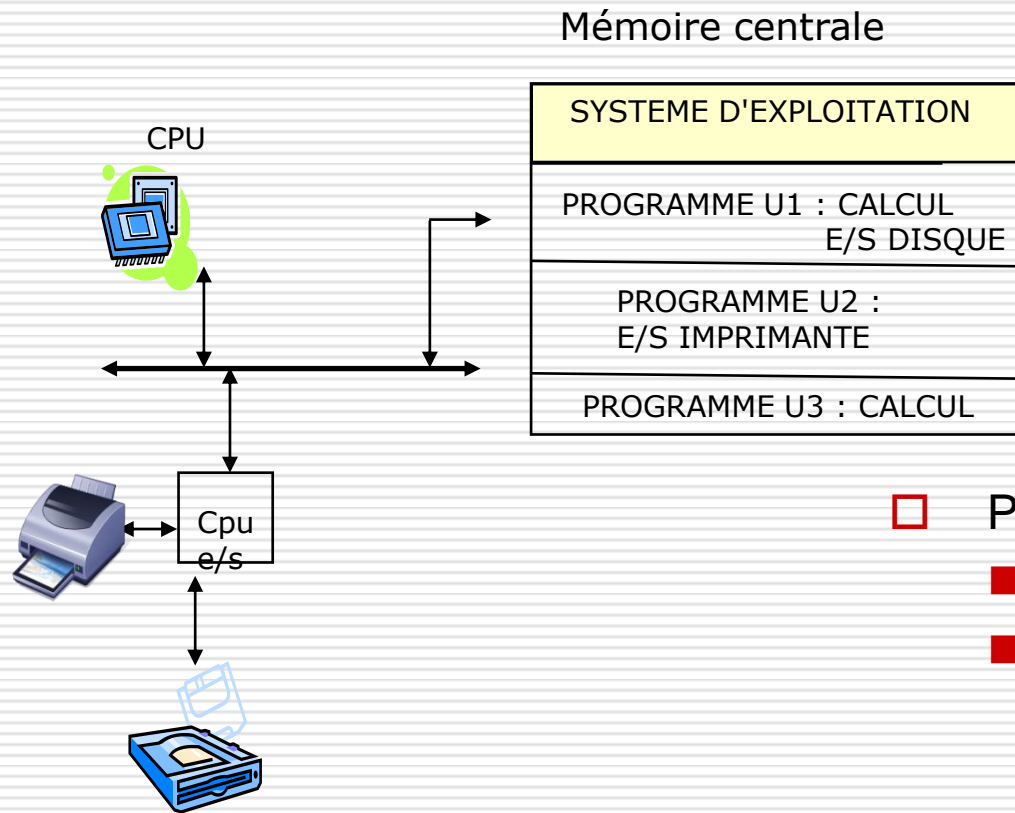 Mémoire centrale
SYSTEME D'EXPLOITATION
CPU
PROGRAMME U1 : CALCUL
E/S DISQUE
PROGRAMME U2 :
E/S IMPRIMANTE
PROGRAMME U3 : CALCUL
Cpu
e/s
P